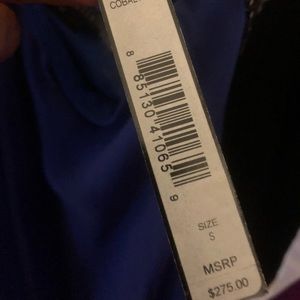 COBAL
8 85130 41065 9
SIZE
S
MSRP
$275.00